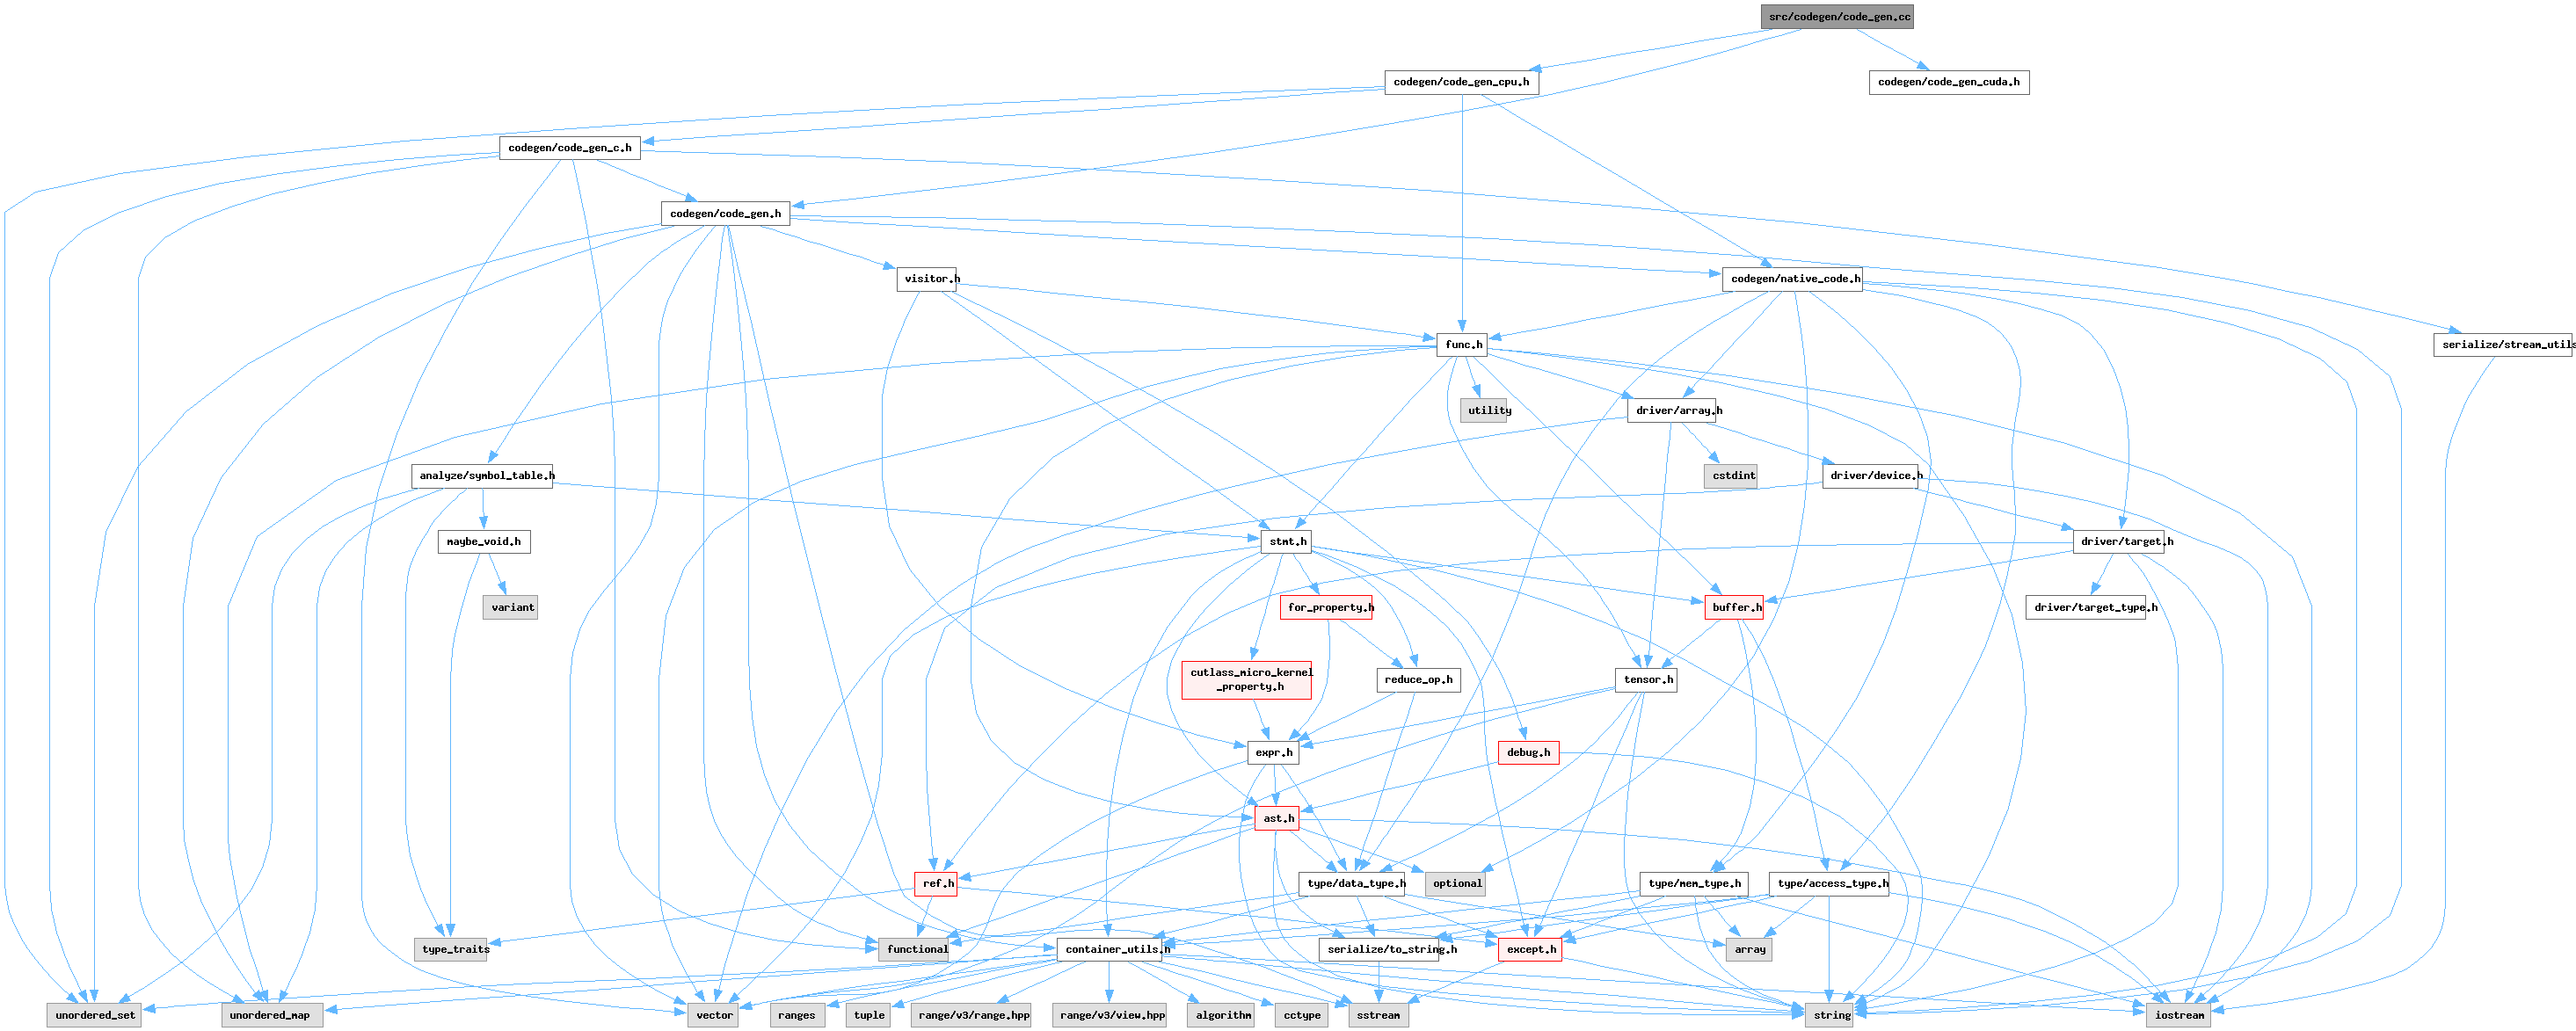 src/codegen/code_gen.cc
codegen/code_gen_cpu.h
codegen/code_gen_cuda.h
codegen/code_gen_c.h
codegen/code_gen.h
visitor.h
codegen/native_code.h
func.h
serialize/stream_utils
utility
driver/array.h
analyze/symbol_table.h
cstdint
driver/device.h
maybe_void.h
stmt.h
driver/target.h
variant
for_property.h
buffer.h
driver/target_type.h
cutlass_micro_kernel
_property.h
reduce_op.h
tensor.h
expr.h
debug.h
ast.h
ref.h
type/data_type.h
optional
type/mem_type.h
type/access_type.h
type_traits
functional
container_utils.h
serialize/to_string.h
except.h
array
unordered_set
unordered_map
vector
ranges
tuple
range/v3/range.hpp
range/v3/view.hpp
algorithm
cctype
sstream
string
iostream